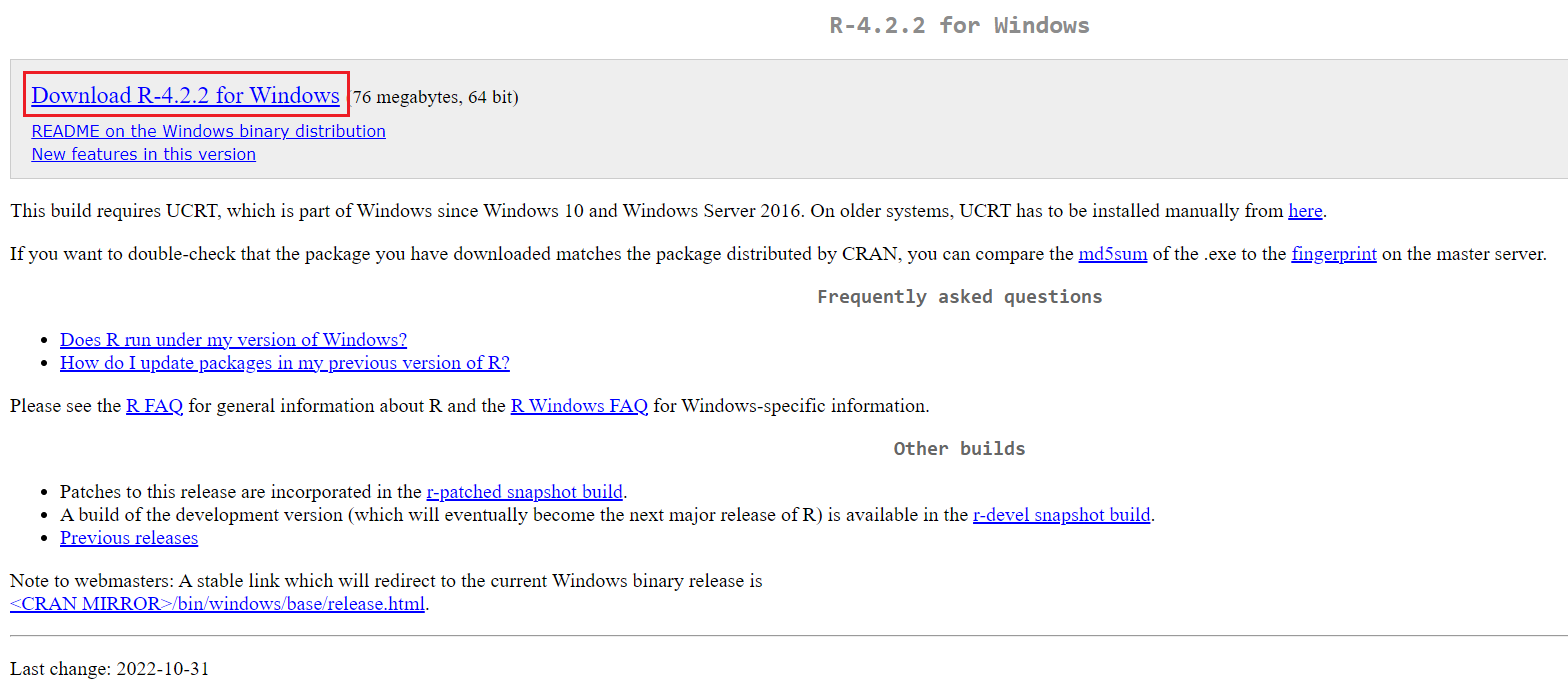 R-4.2.2 for Windows
Download R-4.2.2 for Windows (76 megabytes, 64 bit)
README on the Windows binary distribution
New features in this version
This build requires UCRT, which is part of Windows since Windows 10 and Windows Server 2016. On older systems, UCRT has to be installed manually from here.
If you want to double-check that the package you have downloaded matches the package distributed by CRAN, you can compare the md5sum of the .exe to the fingerprint on the master server.
Frequently asked questions
• Does R run under my version of Windows?
• How do I update packages in my previous version of R?
Please see the R FAQ for general information about R and the R Windows FAQ for Windows-specific information.
Other builds
• Patches to this release are incorporated in the r-patched snapshot build.
• A build of the development version (which will eventually become the next major release of R) is available in the r-devel snapshot build.
• Previous releases
Note to webmasters: A stable link which will redirect to the current Windows binary release is
<CRAN MIRROR>/bin/windows/base/release.html.
Last change: 2022-10-31